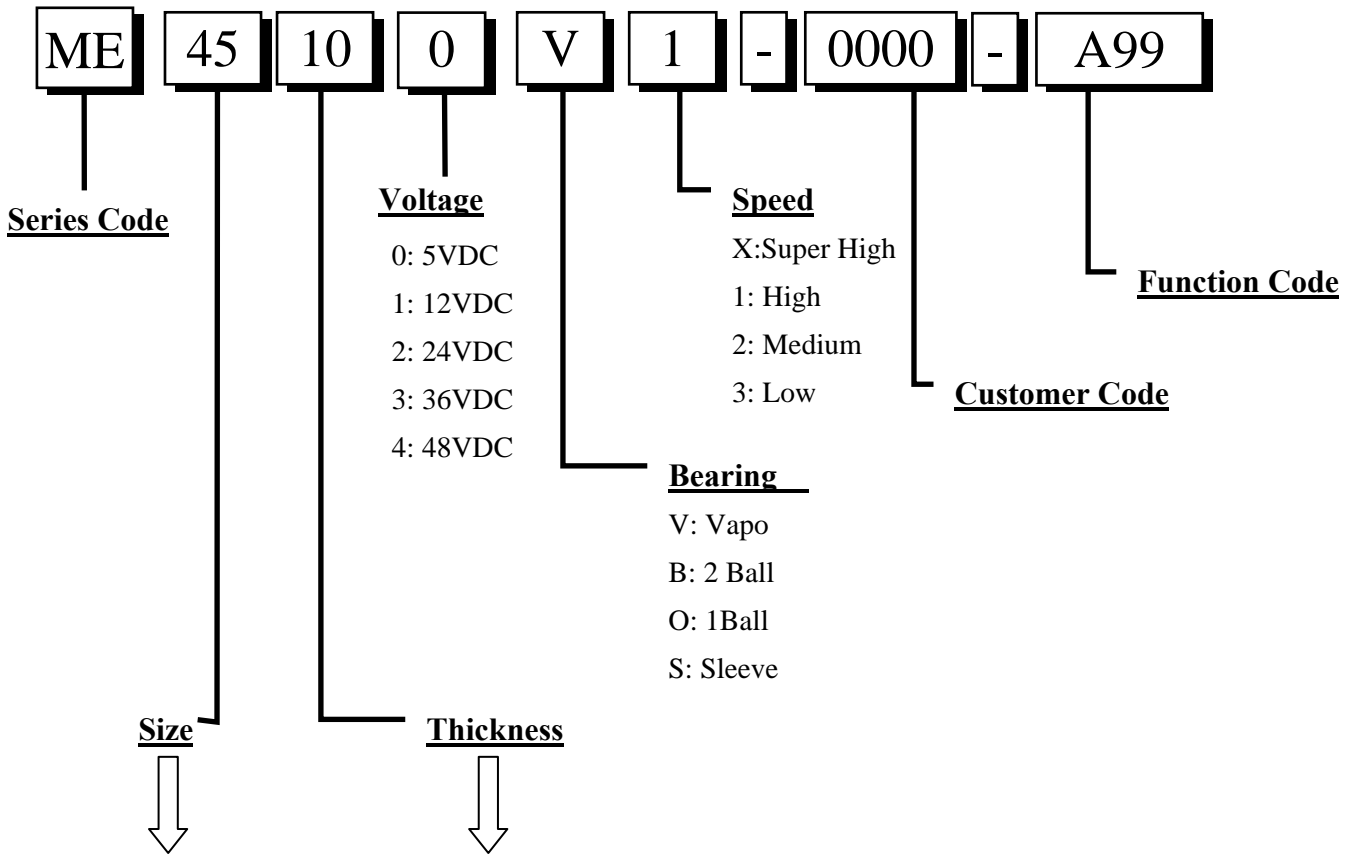 ME 45 10 0 V 1 - 0000 - A99
Series Code
Voltage
0: 5VDC
1: 12VDC
2: 24VDC
3: 36VDC
4: 48VDC
Speed
X:Super High
1: High
2: Medium
3: Low
Function Code
Customer Code
Bearing
V: Vapo
B: 2 Ball
O: 1Ball
S: Sleeve
Size
Thickness